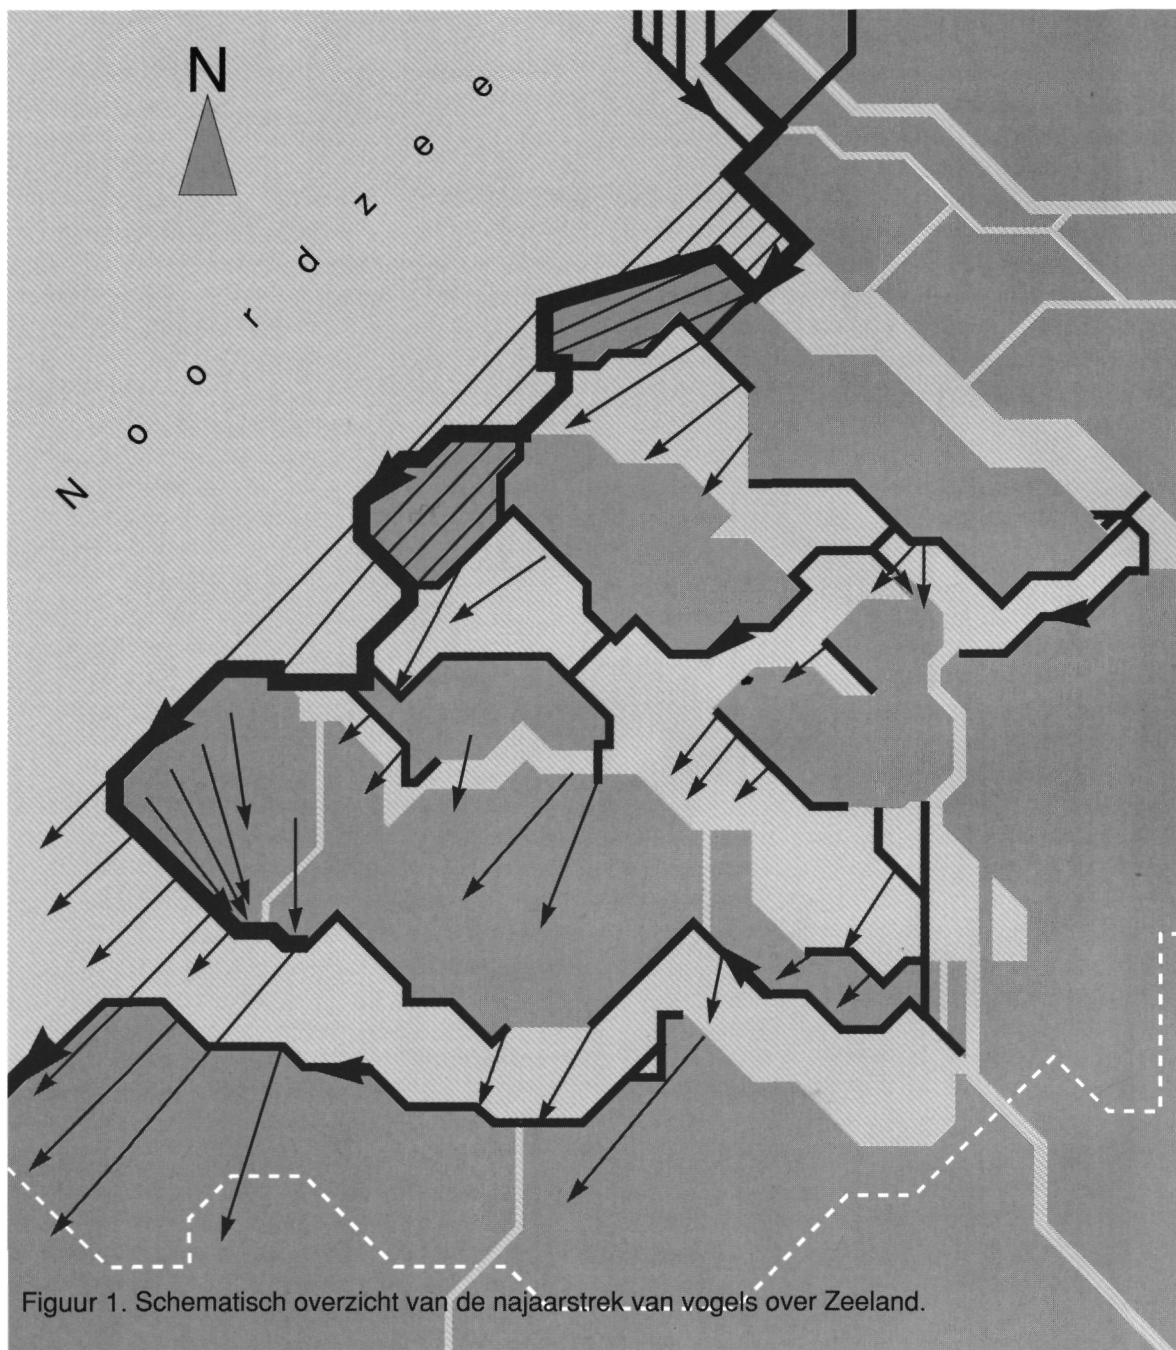 N
Noordzee
Figuur 1. Schematisch overzicht van de najaarstrek van vogels over Zeeland.